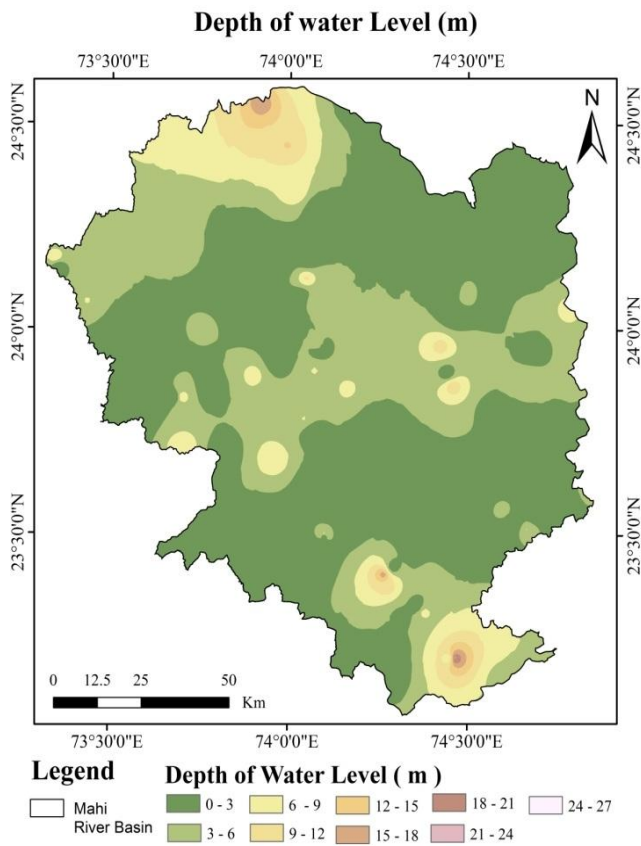 Depth of water Level (m)
73°30'0"E 74°0'0"E 74°30'0"E
N
24°30'0"N 24°30'0"N
24°0'0"N 24°0'0"N
23°30'0"N 23°30'0"N
0 12.5 25 50
Km
73°30'0"E 74°0'0"E 74°30'0"E
Legend Depth of Water Level ( m )
Mahi
River Basin
0 - 3 6 - 9 12 - 15 18 - 21 24 - 27
3 - 6 9 - 12 15 - 18 21 - 24